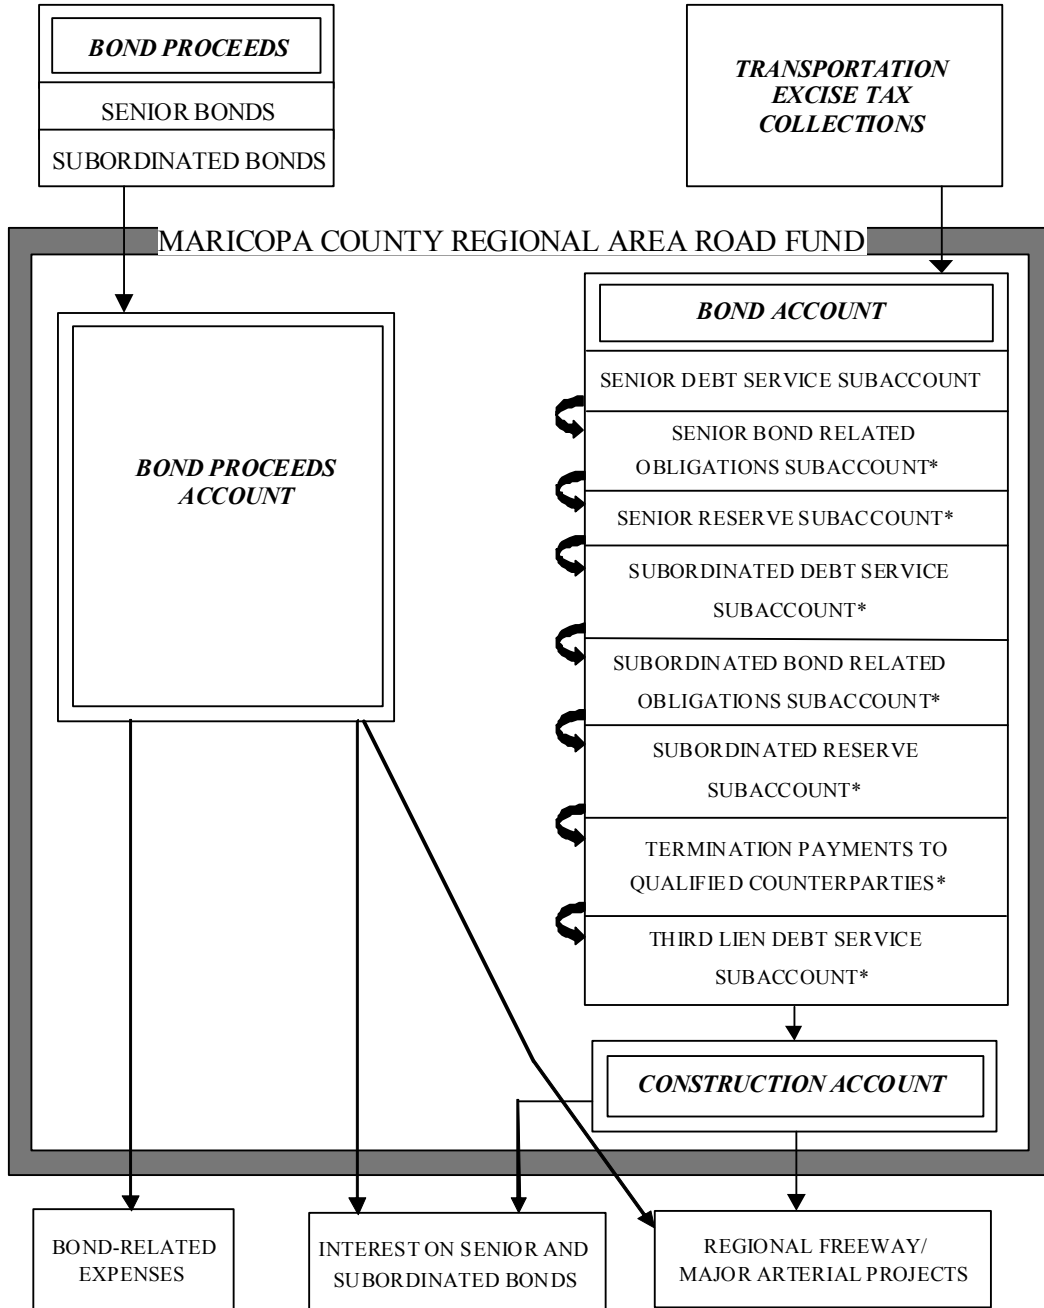 BOND PROCEEDS
SENIOR BONDS
SUBORDINATED BONDS
TRANSPORTATION
EXCISE TAX
COLLECTIONS
MARICOPA COUNTY REGIONAL AREA ROAD FUND
BOND PROCEEDS
ACCOUNT
BOND ACCOUNT
SENIOR DEBT SERVICE SUBACCOUNT
SENIOR BOND RELATED
OBLIGATIONS SUBACCOUNT*
SENIOR RESERVE SUBACCOUNT*
SUBORDINATED DEBT SERVICE
SUBACCOUNT*
SUBORDINATED BOND RELATED
OBLIGATIONS SUBACCOUNT*
SUBORDINATED RESERVE
SUBACCOUNT*
TERMINATION PAYMENTS TO
QUALIFIED COUNTERPARTIES*
THIRD LIEN DEBT SERVICE
SUBACCOUNT*
CONSTRUCTION ACCOUNT
BOND-RELATED
EXPENSES
INTEREST ON SENIOR AND
SUBORDINATED BONDS
REGIONAL FREEWAY/
MAJOR ARTERIAL PROJECTS